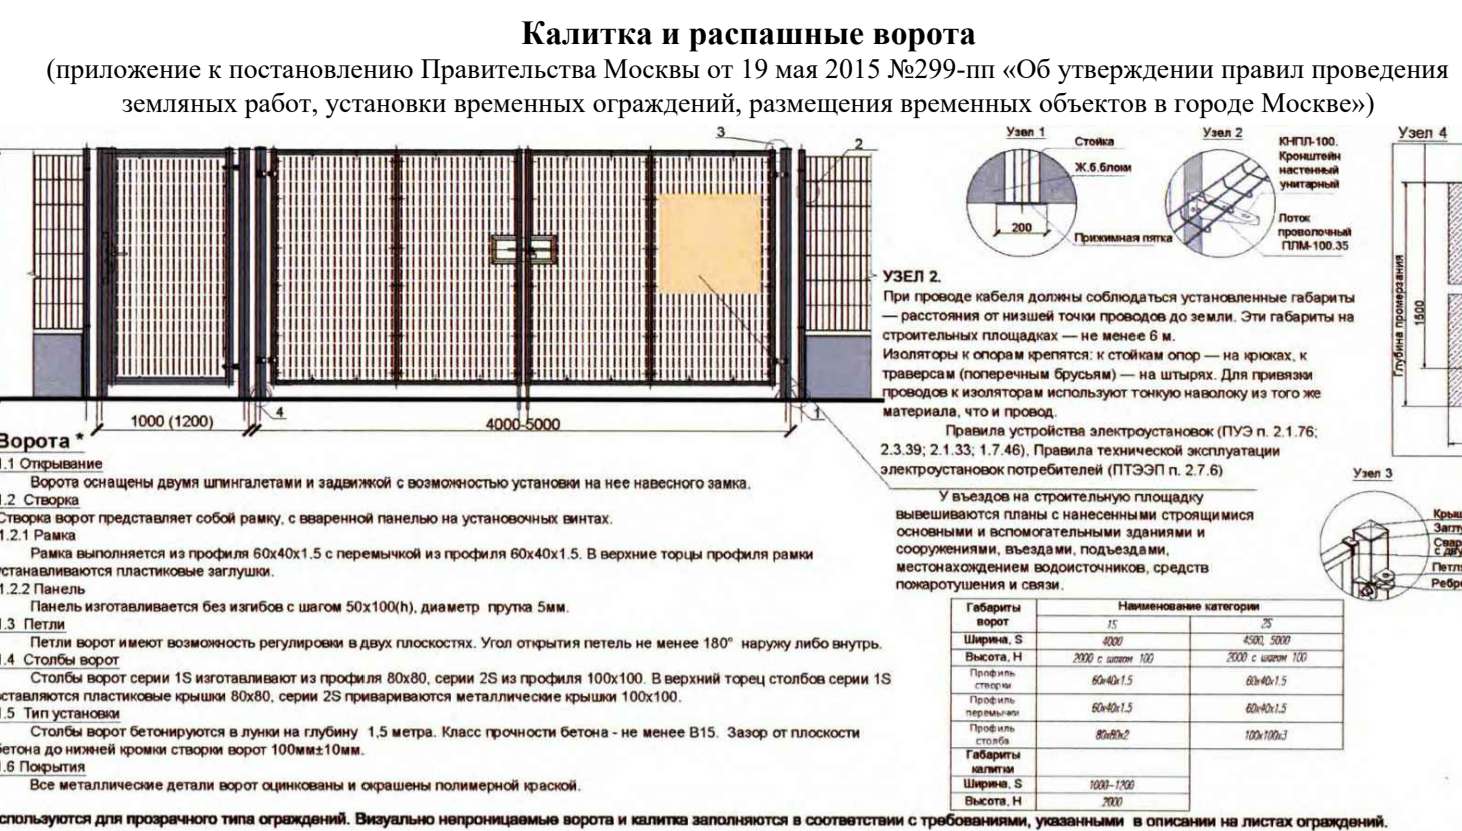 Калитка и распашные ворота
(приложение к постановлению Правительства Москвы от 19 мая 2015 №299-пп «Об утверждении правил проведения
земляных работ, установки временных ограждений, размещения временных объектов в городе Москве»)
3
2
4
1
1000 (1200)
4000-5000
Узел 1
Стойка
Ж.б.блоки
200
Прижимная пятка
Узел 2
КНПЛ-100.
Кронштейн
настенный
унитарный
Лоток
проволочный
ПЛМ-100.35
Узел 4
Глубина промерзания
1500
УЗЕЛ 2.
При проводе кабеля должны соблюдаться установленные габариты
— расстояния от низшей точки проводов до земли. Эти габариты на
строительных площадках — не менее 6 м.
Изоляторы к опорам крепятся: к стойкам опор — на крюках, к
траверсам (поперечным брусьям) — на штырях. Для привязки
проводов к изоляторам используют тонкую наволоку из того же
материала, что и провод.
Правила устройства электроустановок (ПУЭ п. 2.1.76;
2.3.39; 2.1.33; 1.7.46), Правила технической эксплуатации
электроустановок потребителей (ПТЭЭП п. 2.7.6)
У въездов на строительную площадку
вывешиваются планы с нанесенными строящимися
основными и вспомогательными зданиями и
сооружениями, въездами, подъездами,
местонахождением водоисточников, средств
пожаротушения и связи.
Узел 3
Крыш
Заглу
Свар
с дву
Петля
Ребро
Ворота *
1.1 Открывание
Ворота оснащены двумя шпингалетами и задвижкой с возможностью установки на нее навесного замка.
1.2 Створка
Створка ворот представляет собой рамку, с вваренной панелью на установочных винтах.
1.2.1 Рамка
Рамка выполняется из профиля 60х40х1.5 с перемычкой из профиля 60х40х1.5. В верхние торцы профиля рамки
устанавливаются пластиковые заглушки.
1.2.2 Панель
Панель изготавливается без изгибов с шагом 50х100(h), диаметр прутка 5мм.
1.3 Петли
Петли ворот имеют возможность регулировки в двух плоскостях. Угол открытия петель не менее 180° наружу либо внутрь.
1.4 Столбы ворот
Столбы ворот серии 1S изготавливают из профиля 80х80, серии 2S из профиля 100х100. В верхний торец столбов серии 1S
вставляются пластиковые крышки 80х80, серии 2S привариваются металлические крышки 100х100.
1.5 Тип установки
Столбы ворот бетонируются в лунки на глубину 1,5 метра. Класс прочности бетона - не менее В15. Зазор от плоскости
бетона до нижней кромки створки ворот 100мм±10мм.
1.6 Покрытия
Все металлические детали ворот оцинкованы и окрашены полимерной краской.
Габариты ворот Наименование категории
1S 2S
Ширина, S 4000 4500, 5000
Высота, H 2000 с шагом 100 2000 с шагом 100
Профиль створки 60х40х1.5 60х40х1.5
Профиль перемычки 60х40х1.5 60х40х1.5
Профиль столба 80х80х2 100х100х3
Габариты калитки
Ширина, S 1000-1200
Высота, H 2000
спользуются для прозрачного типа ограждений. Визуально непроницаемые ворота и калитка заполняются в соответствии с требованиями, указанными в описании на листах ограждений.